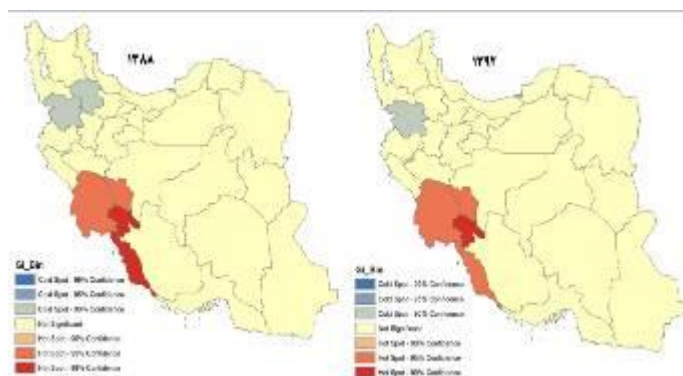 ۱۳۸۸
Gi_Bin
Cold Spot - 99% Confidence
Cold Spot - 95% Confidence
Cold Spot - 90% Confidence
Not Significant
Hot Spot - 90% Confidence
Hot Spot - 95% Confidence
Hot Spot - 99% Confidence
۱۳۹۲
Gi_Bin
Cold Spot - 99% Confidence
Cold Spot - 95% Confidence
Cold Spot - 90% Confidence
Not Significant
Hot Spot - 90% Confidence
Hot Spot - 95% Confidence
Hot Spot - 99% Confidence